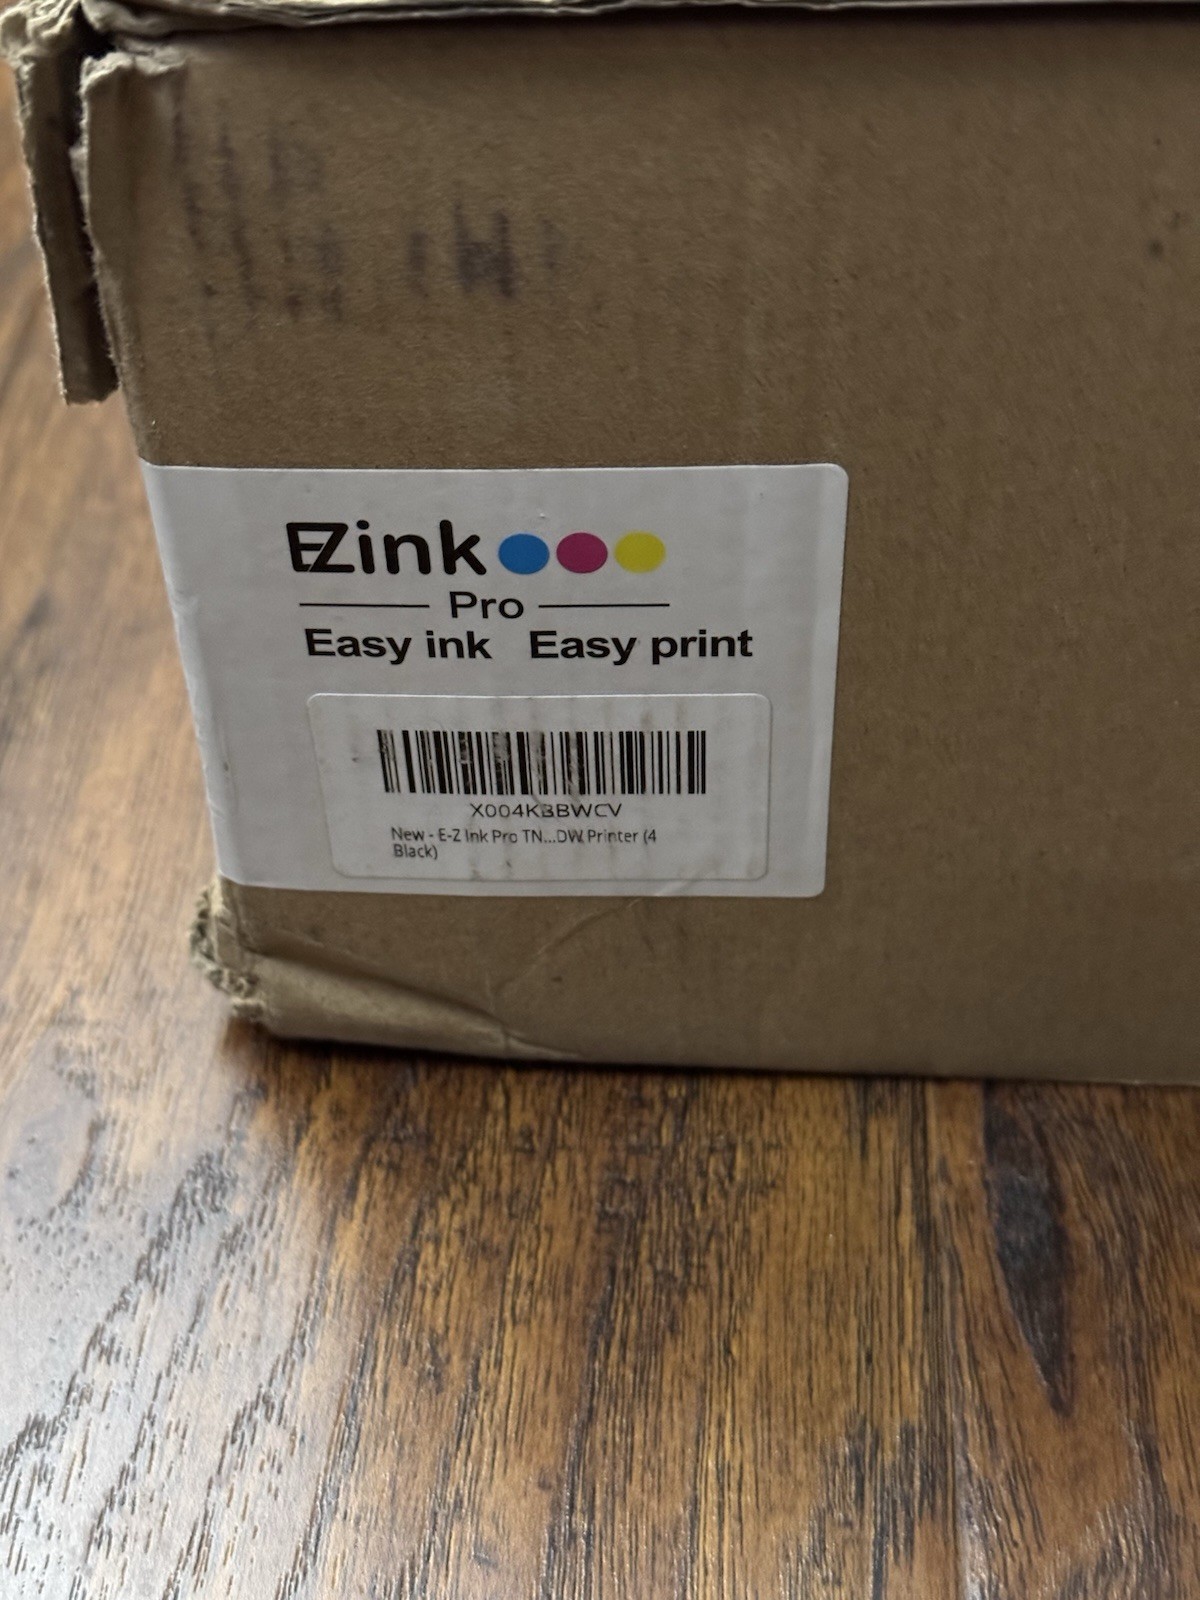 EZink
Pro
Easy ink Easy print
X004KBBWCV
New - E-Z Ink Pro TN...DW Printer (4
Black)